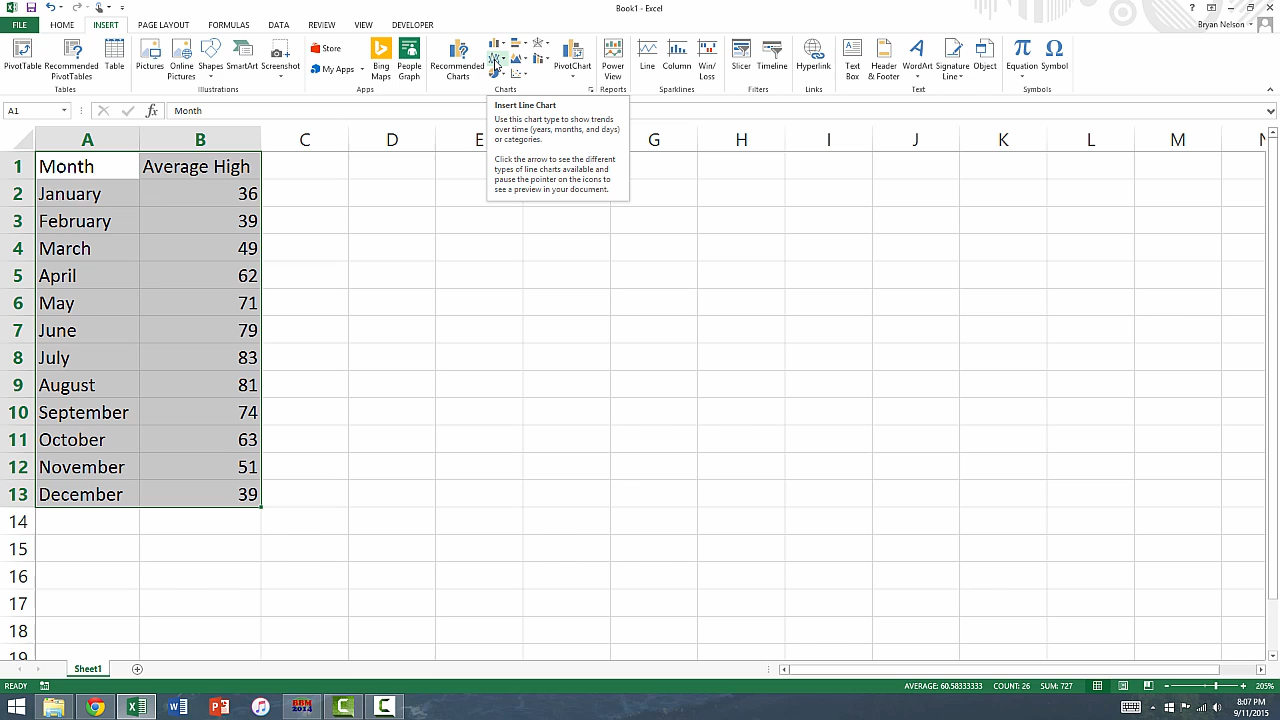 Book1 - Excel
FILE HOME INSERT PAGE LAYOUT FORMULAS DATA REVIEW VIEW DEVELOPER Bryan Nelson
PivotTable Recommended PivotTables Table
Tables
Pictures Online Pictures Shapes SmartArt Screenshot
Illustrations
Store
My Apps
Bing Maps People Graph
Apps
Recommended Charts PivotChart
Charts
Power View
Reports
Line Column Win/Loss
Sparklines
Slicer Timeline
Filters
Hyperlink
Links
Text Box Header & Footer WordArt Signature Line Object
Text
Equation Symbol
Symbols
A1 fx Month
Insert Line Chart
Use this chart type to show trends
over time (years, months, and days)
or categories.
Click the arrow to see the different
types of line charts available and
pause the pointer on the icons to
see a preview in your document.
A B C D E G H I J K L M N
1 Month Average High
2 January 36
3 February 39
4 March 49
5 April 62
6 May 71
7 June 79
8 July 83
9 August 81
10 September 74
11 October 63
12 November 51
13 December 39
14
15
16
17
18
19
Sheet1
READY AVERAGE: 60.58333333 COUNT: 26 SUM: 727 205%
BBM 2014
8:07 PM
9/11/2015